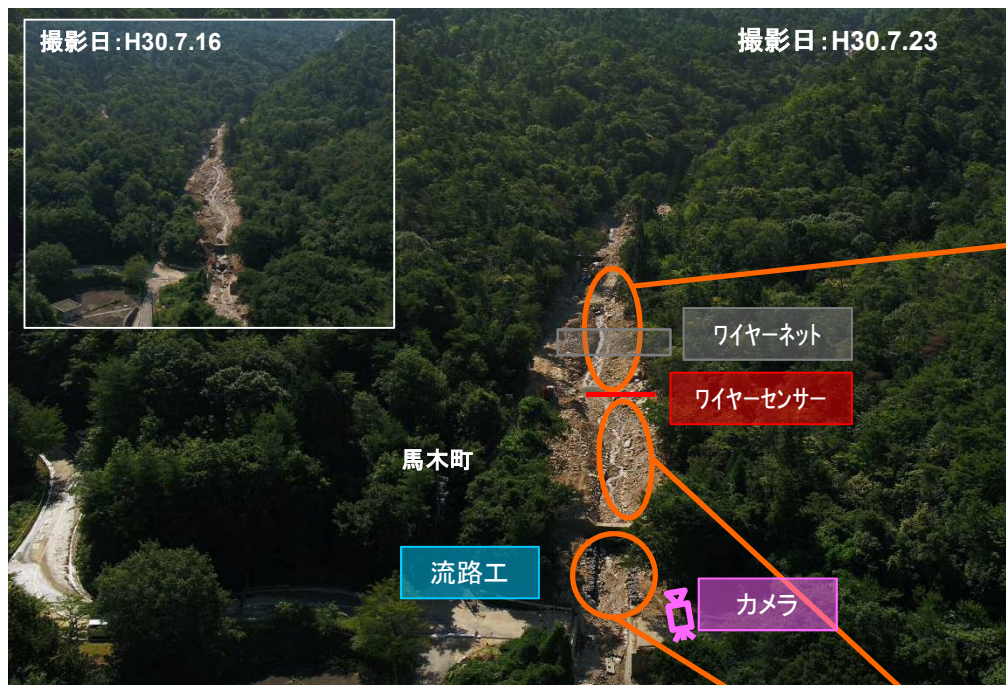 撮影日:H30.7.16
撮影日:H30.7.23
ワイヤーネット
ワイヤーセンサー
馬木町
流路工
カメラ